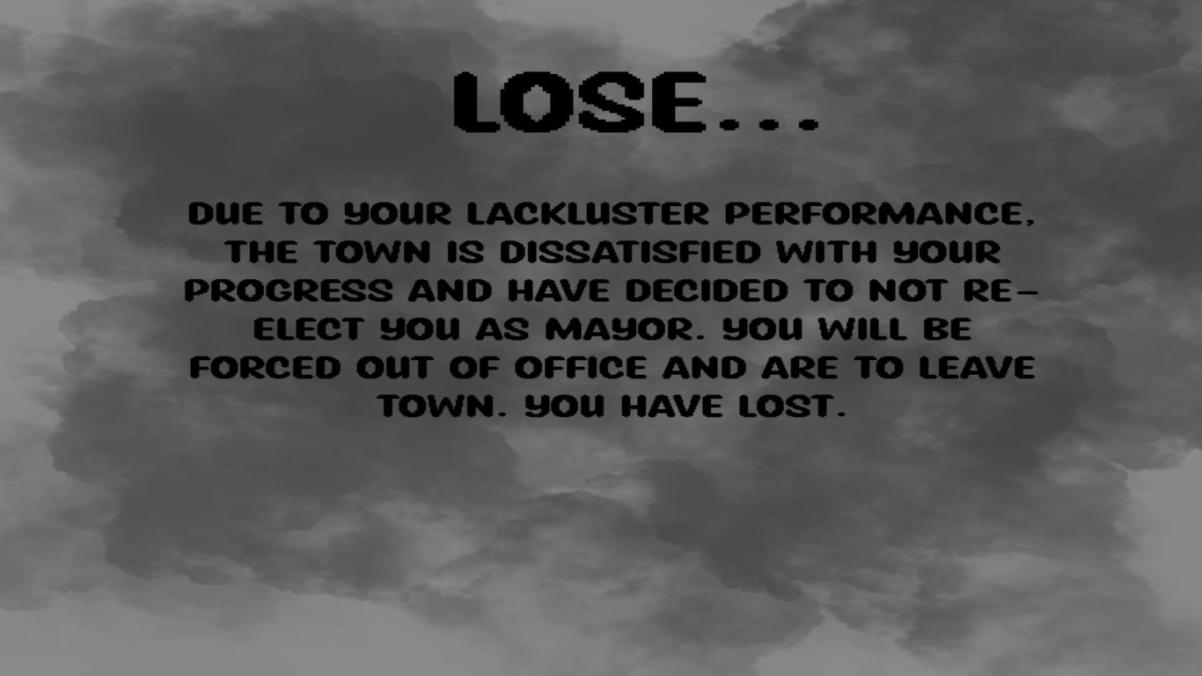 LOSE...
DUE TO YOUR LACKLUSTER PERFORMANCE,
THE TOWN IS DISSATISFIED WITH YOUR
PROGRESS AND HAVE DECIDED TO NOT RE-
ELECT YOU AS MAYOR. YOU WILL BE
FORCED OUT OF OFFICE AND ARE TO LEAVE
TOWN. YOU HAVE LOST.